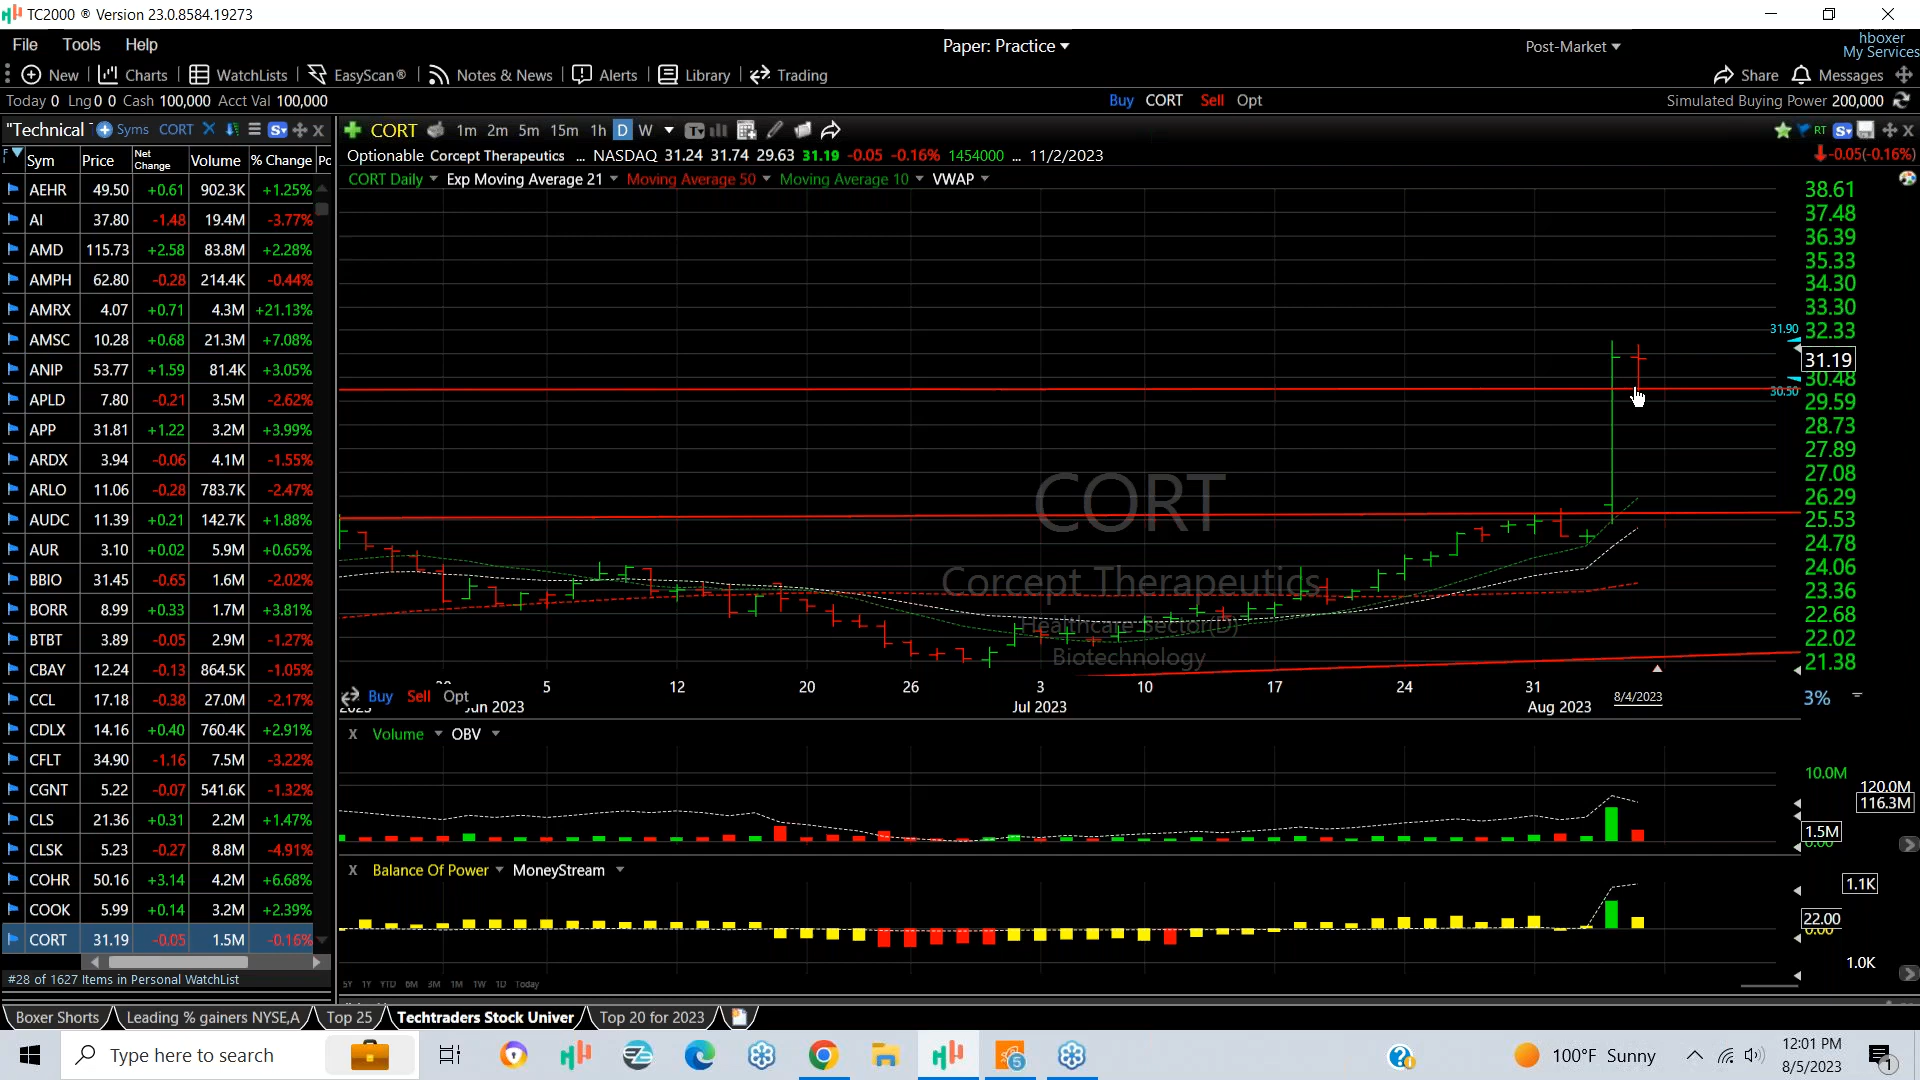 TC2000 ® Version 23.0.8584.19273
File Tools Help
Paper: Practice
Post-Market
hboxer
My Services
New Charts WatchLists EasyScan® Notes & News Alerts Library Trading
Share Messages
Today 0 Lng 0 0 Cash 100,000 Acct Val 100,000
Buy CORT Sell Opt
Simulated Buying Power 200,000
"Technical Syms CORT
CORT 1m 2m 5m 15m 1h D W
RT
Sym Price Net Change Volume % Change Pc
Optionable Corcept Therapeutics ... NASDAQ 31.24 31.74 29.63 31.19 -0.05 -0.16% 1454000 ... 11/2/2023
-0.05(-0.16%)
CORT Daily Exp Moving Average 21 Moving Average 50 Moving Average 10 VWAP
AEHR 49.50 +0.61 902.3K +1.25%
AI 37.80 -1.48 19.4M -3.77%
AMD 115.73 +2.58 83.8M +2.28%
AMPH 62.80 -0.28 214.4K -0.44%
AMRX 4.07 +0.71 4.3M +21.13%
AMSC 10.28 +0.68 21.3M +7.08%
ANIP 53.77 +1.59 81.4K +3.05%
APLD 7.80 -0.21 3.5M -2.62%
APP 31.81 +1.22 3.2M +3.99%
ARDX 3.94 -0.06 4.1M -1.55%
ARLO 11.06 -0.28 783.7K -2.47%
AUDC 11.39 +0.21 142.7K +1.88%
AUR 3.10 +0.02 5.9M +0.65%
BBIO 31.45 -0.65 1.6M -2.02%
BORR 8.99 +0.33 1.7M +3.81%
BTBT 3.89 -0.05 2.9M -1.27%
CBAY 12.24 -0.13 864.5K -1.05%
CCL 17.18 -0.38 27.0M -2.17%
CDLX 14.16 +0.40 760.4K +2.91%
CFLT 34.90 -1.16 7.5M -3.22%
CGNT 5.22 -0.07 541.6K -1.32%
CLS 21.36 +0.31 2.2M +1.47%
CLSK 5.23 -0.27 8.8M -4.91%
COHR 50.16 +3.14 4.2M +6.68%
COOK 5.99 +0.14 3.2M +2.39%
CORT 31.19 -0.05 1.5M -0.16%
#28 of 1627 Items in Personal WatchList
38.61
37.48
36.39
35.33
34.30
33.30
31.90 32.33
31.19
30.48
30.50
29.59
28.73
27.89
27.08
26.29
25.53
24.78
24.06
23.36
22.68
22.02
21.38
CORT
Corcept Therapeutics
Healthcare Sector(D)
Biotechnology
5 12 20 26 3 10 17 24 31
Buy Sell Opt
Jun 2023 Jul 2023 Aug 2023
8/4/2023
3%
X Volume OBV
10.0M
120.0M
116.3M
1.5M
X Balance Of Power MoneyStream
1.1K
22.00
1.0K
5Y 1Y YTD 6M 3M 1M 1W 1D Today
Boxer Shorts Leading % gainers NYSE,A Top 25 Techtraders Stock Univer Top 20 for 2023
Type here to search
5
100°F Sunny
12:01 PM
8/5/2023
1